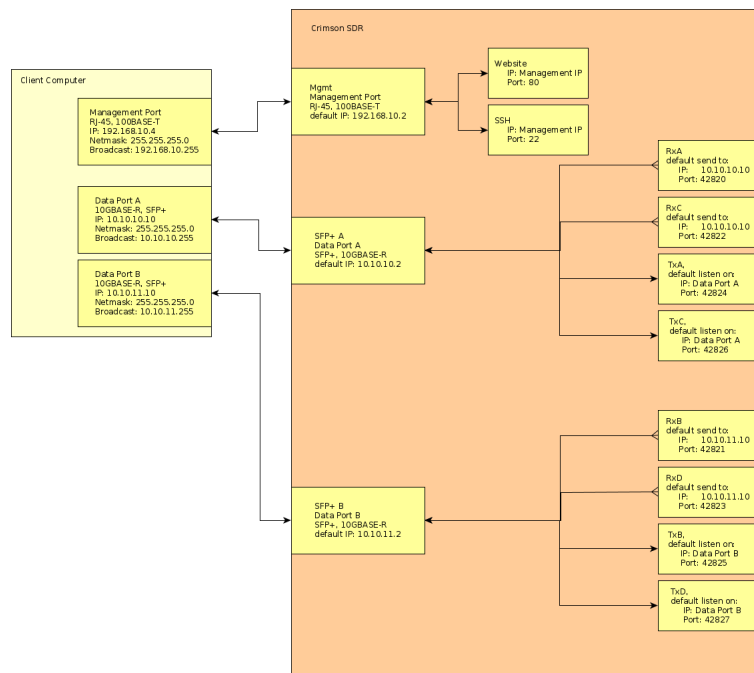 Crimson SDR
Client Computer
Management Port
RJ-45, 100BASE-T
IP: 192.168.10.4
Netmask: 255.255.255.0
Broadcast: 192.168.10.255
Data Port A
10GBASE-R, SFP+
IP: 10.10.10.10
Netmask: 255.255.255.0
Broadcast: 10.10.10.255
Data Port B
10GBASE-R, SFP+
IP: 10.10.11.10
Netmask: 255.255.255.0
Broadcast: 10.10.11.255
Mgmt
Management Port
RJ-45, 100BASE-T
default IP: 192.168.10.2
Website
IP: Management IP
Port: 80
SSH
IP: Management IP
Port: 22
SFP+ A
Data Port A
SFP+, 10GBASE-R
default IP: 10.10.10.2
RxA
default send to:
IP: 10.10.10.10
Port: 42820
RxC
default send to:
IP: 10.10.10.10
Port: 42822
TxA,
default listen on:
IP: Data Port A
Port: 42824
TxC,
default listen on:
IP: Data Port A
Port: 42826
SFP+ B
Data Port B
SFP+, 10GBASE-R
default IP: 10.10.11.2
RxB
default send to:
IP: 10.10.11.10
Port: 42821
RxD
default send to:
IP: 10.10.11.10
Port: 42823
TxB,
default listen on:
IP: Data Port B
Port: 42825
TxD,
default listen on:
IP: Data Port B
Port: 42827